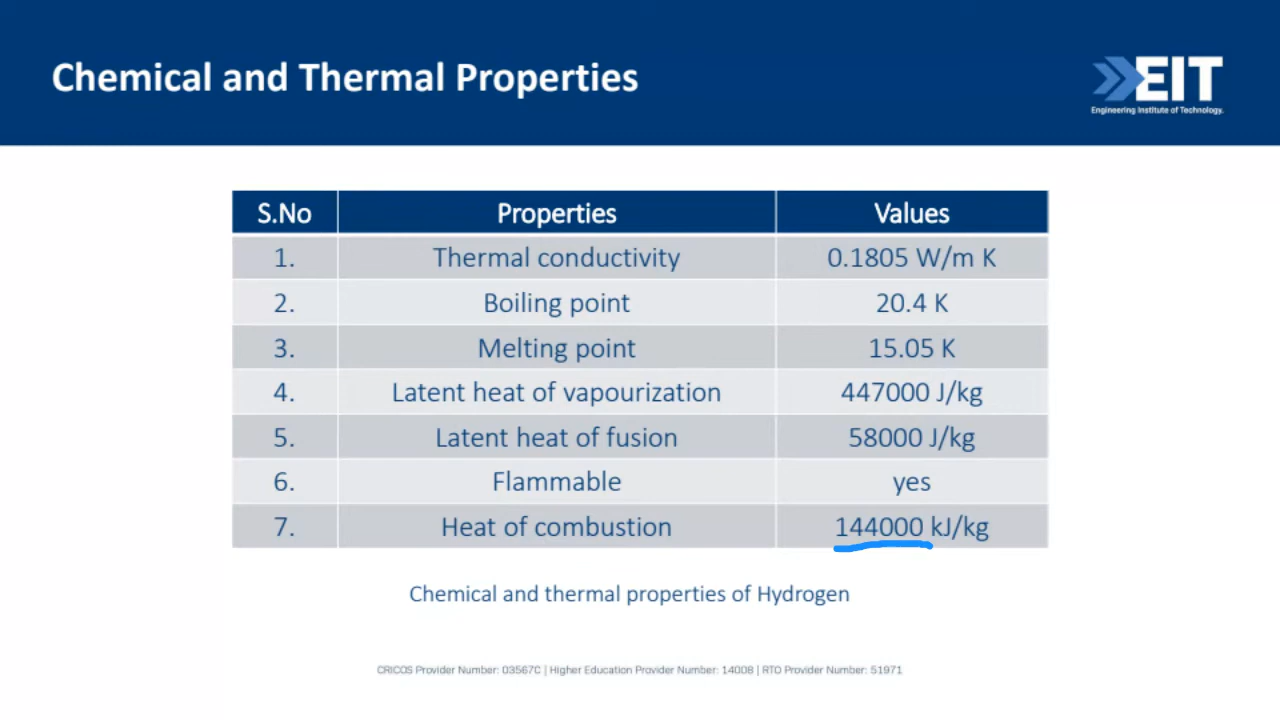 Chemical and Thermal Properties
EIT
Engineering Institute of Technology.
S.No Properties Values
1. Thermal conductivity 0.1805 W/m K
2. Boiling point 20.4 K
3. Melting point 15.05 K
4. Latent heat of vapourization 447000 J/kg
5. Latent heat of fusion 58000 J/kg
6. Flammable yes
7. Heat of combustion 144000 kJ/kg
Chemical and thermal properties of Hydrogen
CRICOS Provider Number: 03567C | Higher Education Provider Number: 14008 | RTO Provider Number: 51971